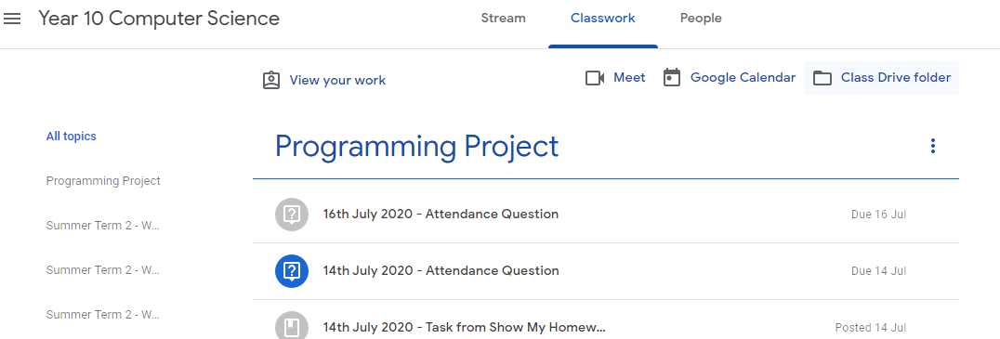 Year 10 Computer Science
Stream Classwork People
View your work
Meet Google Calendar Class Drive folder
All topics
Programming Project
Summer Term 2 - W...
Summer Term 2 - W...
Summer Term 2 - W...
Programming Project
16th July 2020 - Attendance Question Due 16 Jul
14th July 2020 - Attendance Question Due 14 Jul
14th July 2020 - Task from Show My Homew... Posted 14 Jul